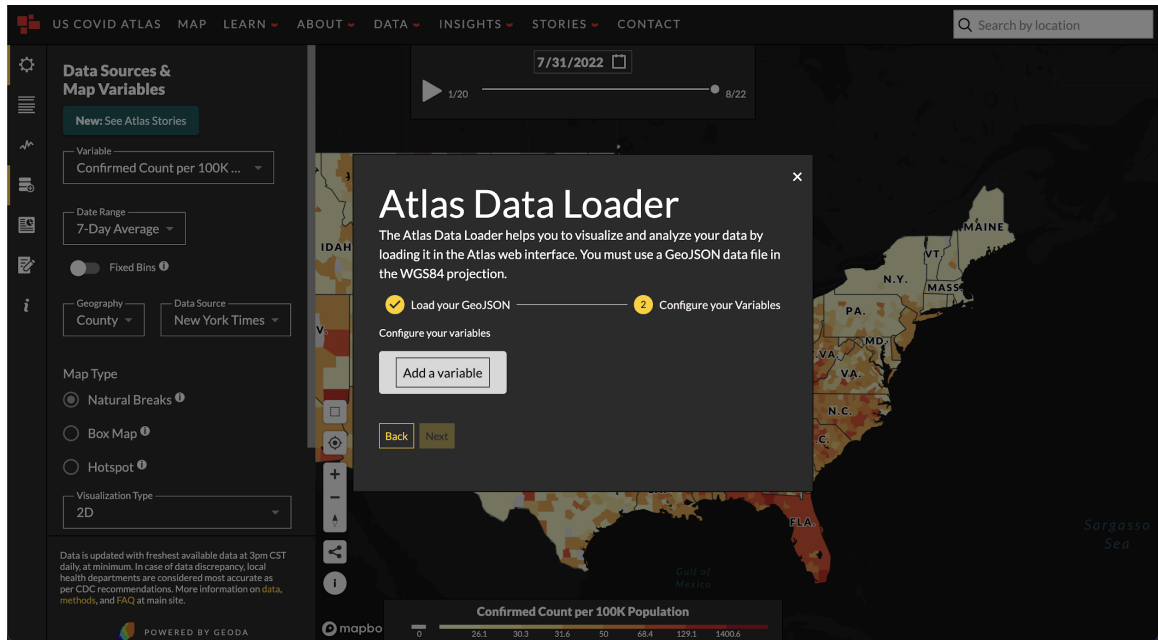 US COVID ATLAS MAP LEARN ABOUT DATA INSIGHTS STORIES CONTACT
Search by location
Data Sources &
Map Variables
New: See Atlas Stories
Variable
Confirmed Count per 100K ...
Date Range
7-Day Average
Fixed Bins
Geography
County
Data Source
New York Times
Map Type
Natural Breaks
Box Map
Hotspot
Visualization Type
2D
Data is updated with freshest available data at 3pm CST
daily, at minimum. In case of data discrepancy, local
health departments are considered most accurate as
per CDC recommendations. More information on data,
methods, and FAQ at main site.
POWERED BY GEODA
7/31/2022
1/20
8/22
Atlas Data Loader
The Atlas Data Loader helps you to visualize and analyze your data by
loading it in the Atlas web interface. You must use a GeoJSON data file in
the WGS84 projection.
Load your GeoJSON
2 Configure your Variables
Configure your variables
Add a variable
Back Next
IDAH
V.
MAINE
VT.
N.Y.
MASS
PA.
MD.
VA.
VA.
N.C.
C.
FLA.
Sargasso
Sea
Gulf of
Mexico
mapbo
Confirmed Count per 100K Population
0 26.1 30.3 31.6 50 68.4 129.1 1400.6